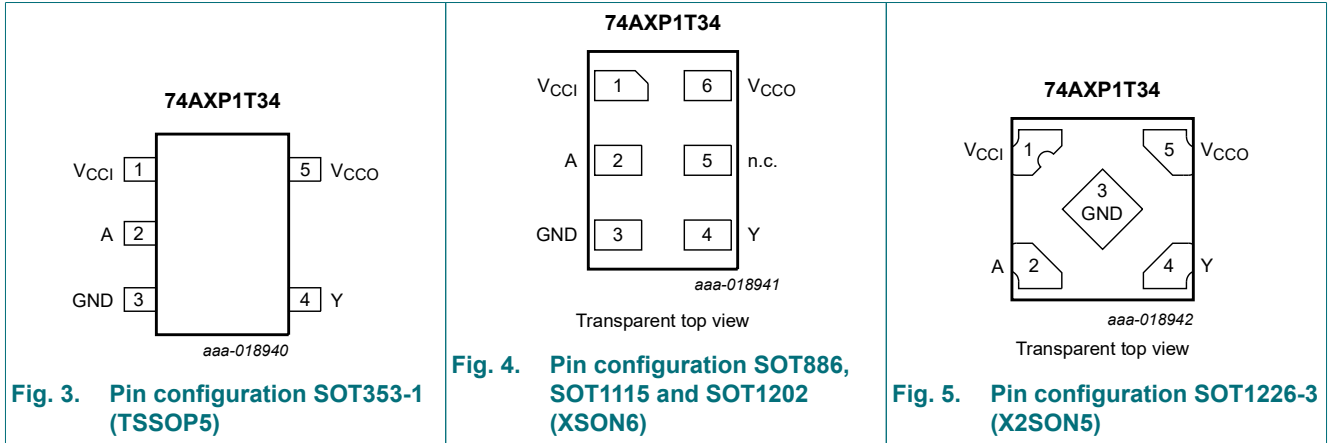 74AXP1T34
VCCI 1 5 VCCO
A 2
GND 3 4 Y
aaa-018940
Fig. 3. Pin configuration SOT353-1
(TSSOP5)
74AXP1T34
VCCI 1 6 VCCO
A 2 5 n.c.
GND 3 4 Y
aaa-018941
Transparent top view
Fig. 4. Pin configuration SOT886,
SOT1115 and SOT1202
(XSON6)
74AXP1T34
VCCI 1 5 VCCO
3
GND
A 2 4 Y
aaa-018942
Transparent top view
Fig. 5. Pin configuration SOT1226-3
(X2SON5)